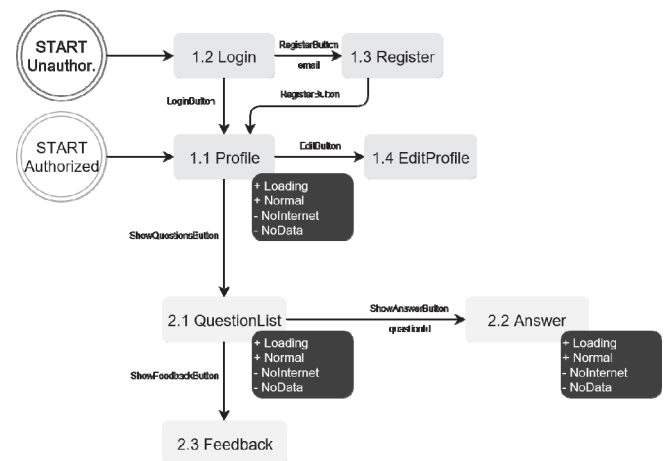 START
Unauthor.
1.2 Login
RegisterButton
email
1.3 Register
LoginButton
RegisterButton
START
Authorized
1.1 Profile
EditButton
1.4 EditProfile
+ Loading
+ Normal
- NoInternet
- NoData
ShowQuestionsButton
2.1 QuestionList
ShowAnswerButton
questionId
2.2 Answer
+ Loading
+ Normal
- NoInternet
- NoData
+ Loading
+ Normal
- NoInternet
- NoData
ShowFeedbackButton
2.3 Feedback